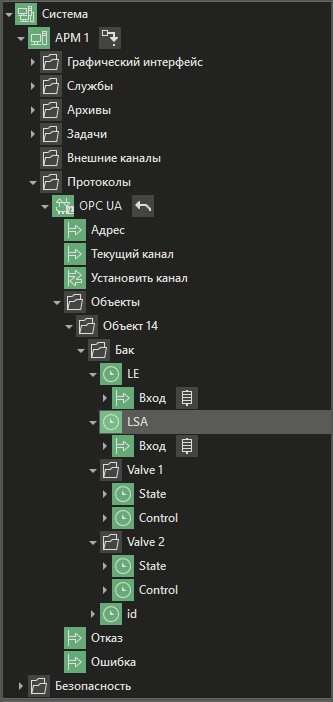 Система
АРМ 1
Графический интерфейс
Службы
Архивы
Задачи
Внешние каналы
Протоколы
OPC UA
Адрес
Текущий канал
Установить канал
Объекты
Объект 14
Бак
LE
Вход
LSA
Вход
Valve 1
State
Control
Valve 2
State
Control
id
Отказ
Ошибка
Безопасность